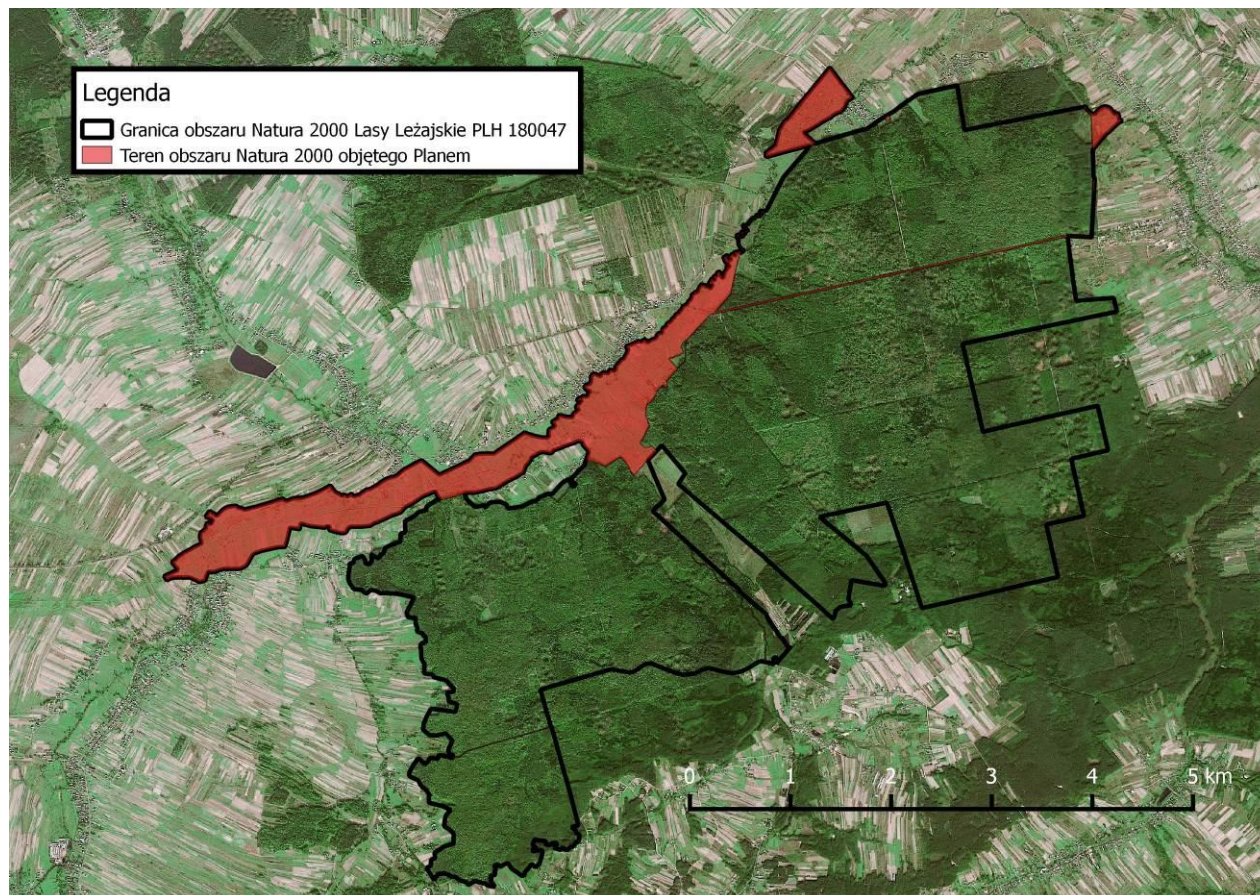 Legenda
Granica obszaru Natura 2000 Lasy Leżajskie PLH 180047
Teren obszaru Natura 2000 objętego Planem
0 1 2 3 4 5 km